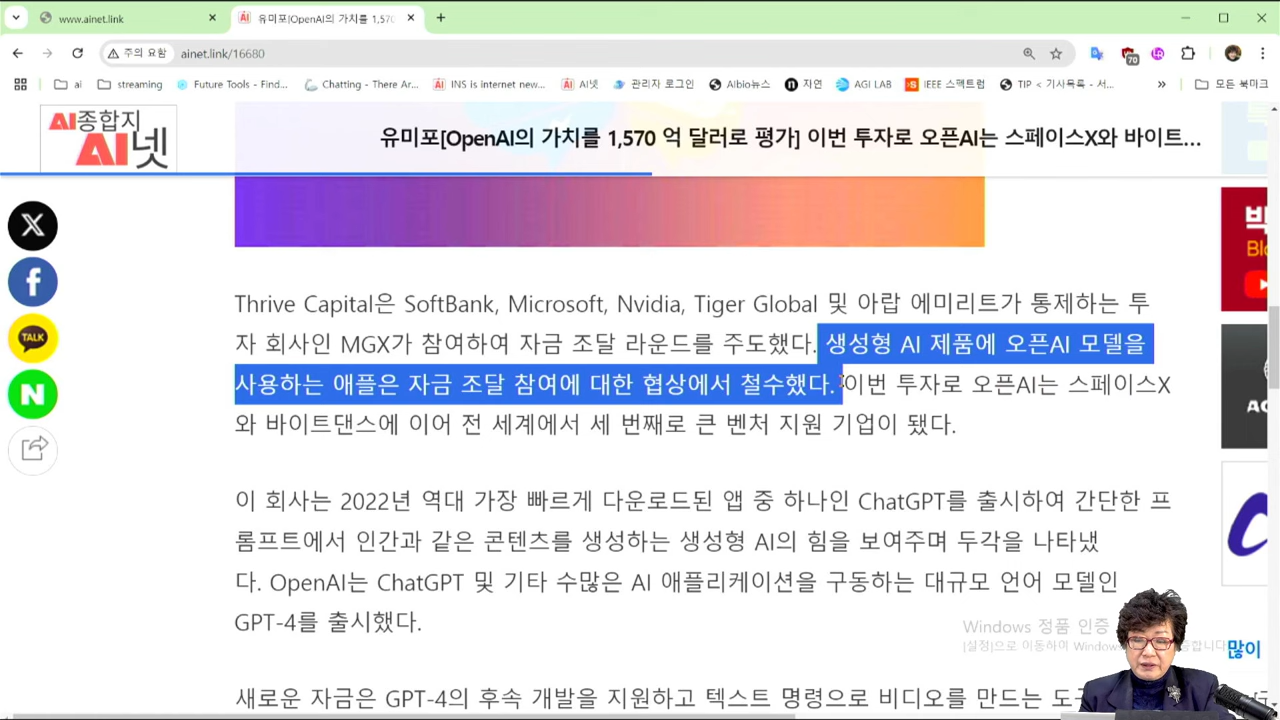 www.ainet.link
유미포[OpenAI의 가치를 1,570
주의 요함
ainet.link/16680
70
ai
streaming
Future Tools - Find...
Chatting - There Ar...
INS is internet new...
AI넷
관리자 로그인
AIbio뉴스
자연
AGI LAB
IEEE 스펙트럼
TIP < 기사목록 - 서...
»
모든 북마크
AI종합지
AI넷
유미포[OpenAI의 가치를 1,570 억 달러로 평가] 이번 투자로 오픈AI는 스페이스X와 바이트...
TALK
N
Thrive Capital은 SoftBank, Microsoft, Nvidia, Tiger Global 및 아랍 에미리트가 통제하는 투
자 회사인 MGX가 참여하여 자금 조달 라운드를 주도했다. 생성형 AI 제품에 오픈AI 모델을
사용하는 애플은 자금 조달 참여에 대한 협상에서 철수했다. 이번 투자로 오픈AI는 스페이스X
와 바이트댄스에 이어 전 세계에서 세 번째로 큰 벤처 지원 기업이 됐다.
이 회사는 2022년 역대 가장 빠르게 다운로드된 앱 중 하나인 ChatGPT를 출시하여 간단한 프
롬프트에서 인간과 같은 콘텐츠를 생성하는 생성형 AI의 힘을 보여주며 두각을 나타냈
다. OpenAI는 ChatGPT 및 기타 수많은 AI 애플리케이션을 구동하는 대규모 언어 모델인
GPT-4를 출시했다.
Windows 정품 인증
[설정]으로 이동하여 Windows
많이
새로운 자금은 GPT-4의 후속 개발을 지원하고 텍스트 명령으로 비디오를 만드는